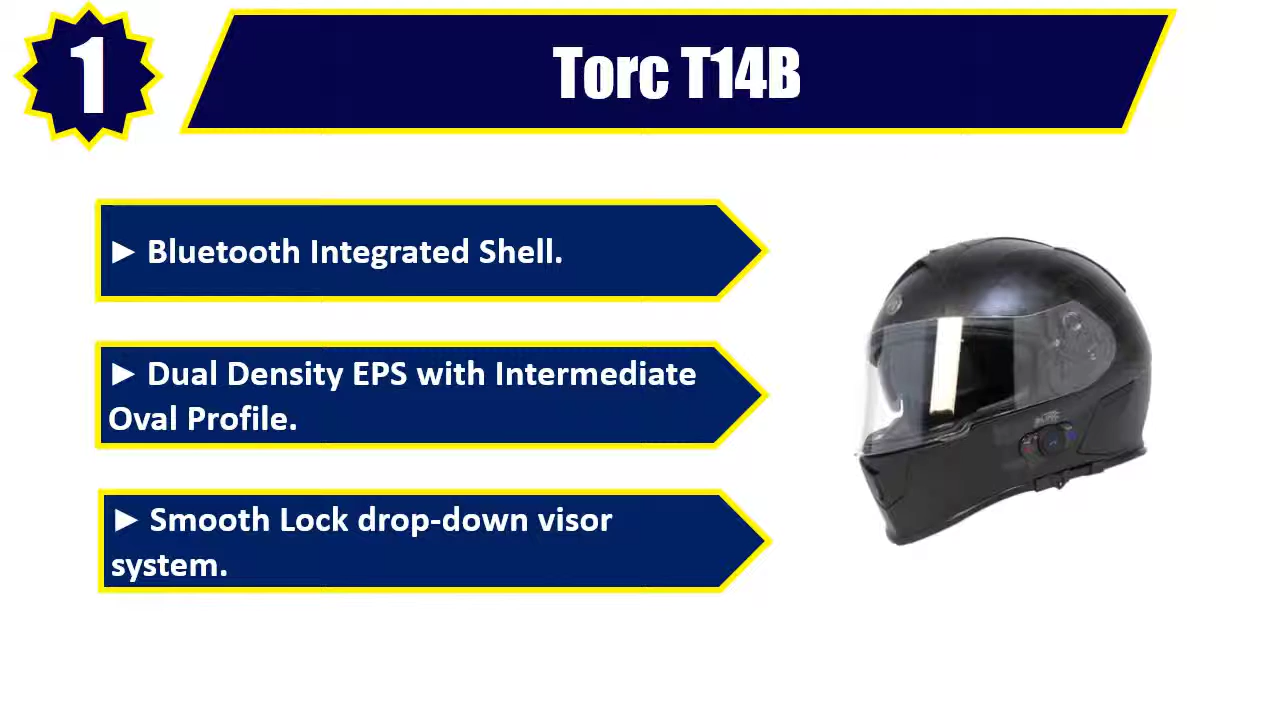 1
Torc T14B
► Bluetooth Integrated Shell.
► Dual Density EPS with Intermediate
Oval Profile.
► Smooth Lock drop-down visor
system.